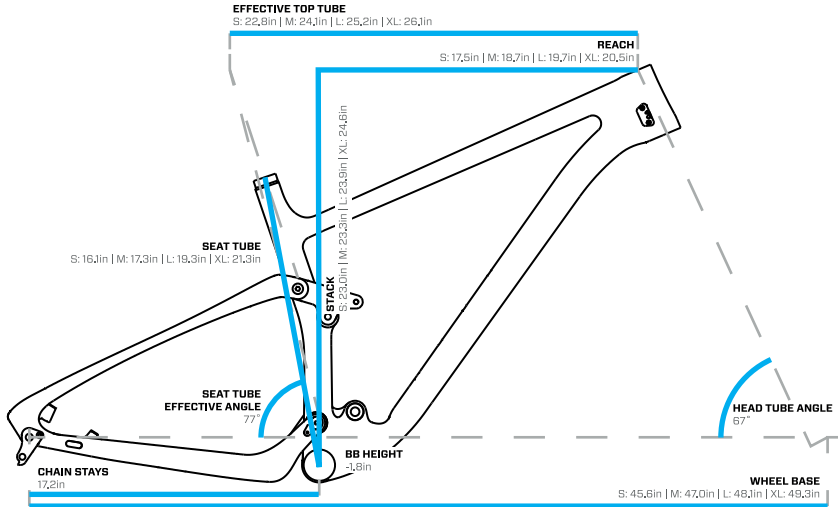 EFFECTIVE TOP TUBE
S: 22.8in | M: 24.1in | L: 25.2in | XL: 26.1in
REACH
S: 17.5in | M: 18.7in | L: 19.7in | XL: 20.5in
STACK
S: 23.0in | M: 23.3in | L: 23.9in | XL: 24.6in
SEAT TUBE
S: 16.1in | M: 17.3in | L: 19.3in | XL: 21.3in
SEAT TUBE
EFFECTIVE ANGLE
77°
HEAD TUBE ANGLE
67°
BB HEIGHT
-1.8in
CHAIN STAYS
17.2in
WHEEL BASE
S: 45.6in | M: 47.0in | L: 48.1in | XL: 49.3in